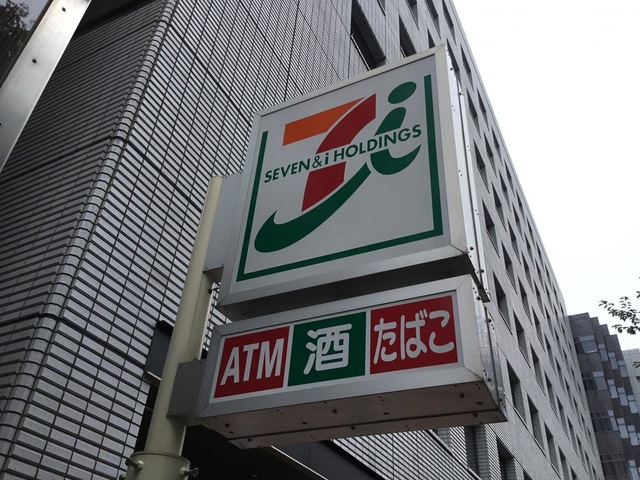 7i
SEVEN & i HOLDINGS
ATM 酒 たばこ